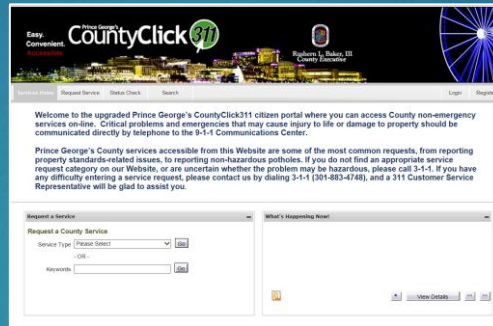 Prince George's
Easy.
Convenient.
Accessible.
CountyClick 311
Rushern L. Baker, III
County Executive
Services Home Request Service Status Check Search Login Register
Welcome to the upgraded Prince George's CountyClick311 citizen portal where you can access County non-emergency
services on-line. Critical problems and emergencies that may cause injury to life or damage to property should be
communicated directly by telephone to the 9-1-1 Communications Center.
Prince George's County services accessible from this Website are some of the most common requests, from reporting
property standards-related issues, to reporting non-hazardous potholes. If you do not find an appropriate service
request category on our Website, or are uncertain whether the problem may be hazardous, please call 3-1-1. If you have
any difficulty entering a service request, please contact us by dialing 3-1-1 (301-883-4748), and a 311 Customer Service
Representative will be glad to assist you.
Request a Service
What's Happening Now!
Request a County Service
Service Type Please Select Go
- OR -
Keywords Go
View Details